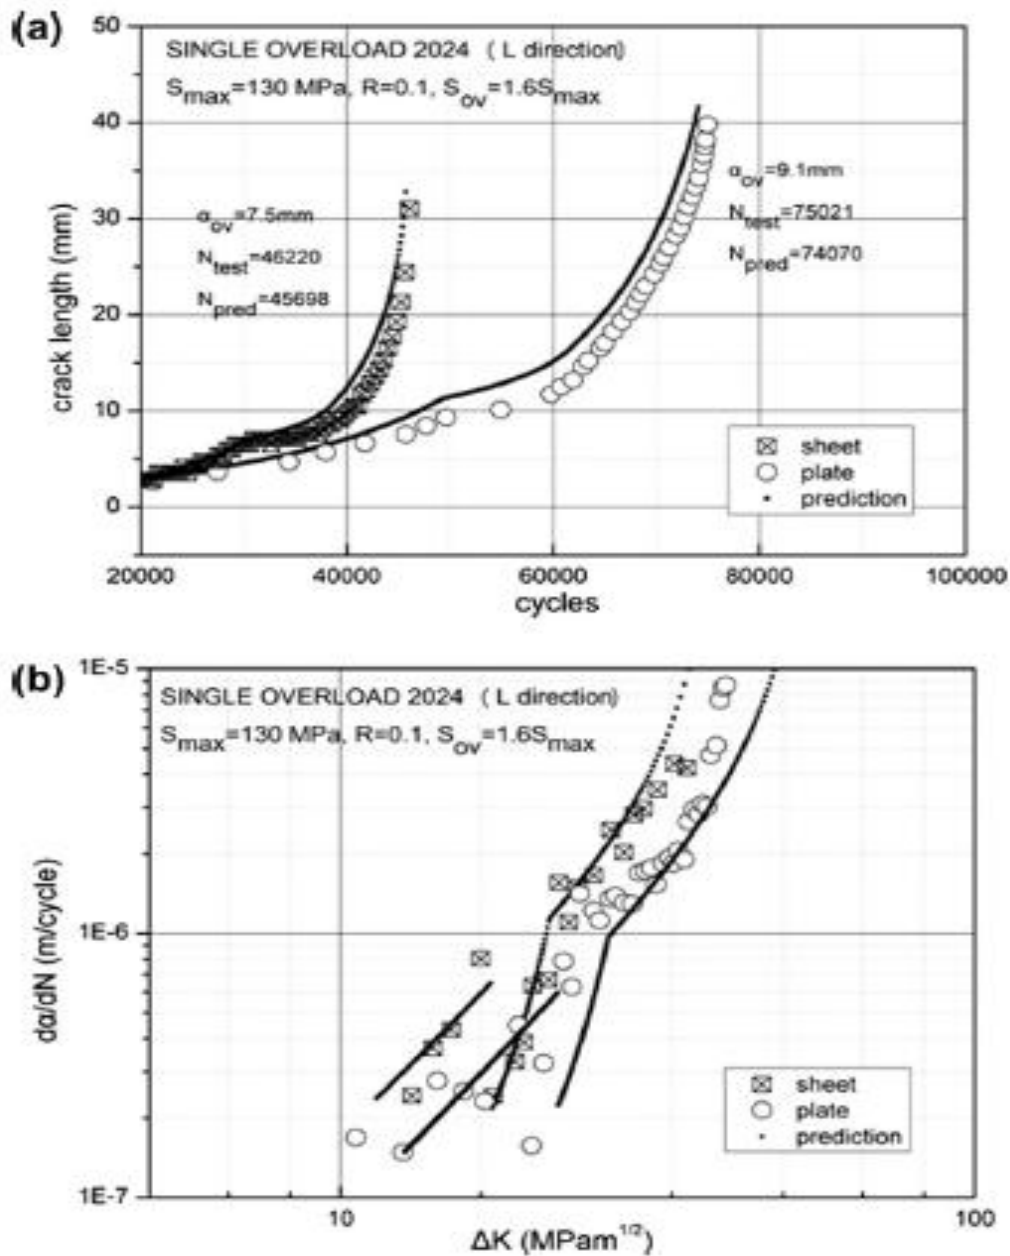 (a)
50
SINGLE OVERLOAD 2024 ( L direction)
Smax=130 MPa, R=0.1, Sov=1.6Smax
40
αov=9.1mm
Ntest=75021
Npred=74070
αov=7.5mm
Ntest=46220
Npred=45698
30
20
10
0
crack length (mm)
sheet
plate
prediction
20000 40000 60000 80000 100000
cycles
(b)
1E-5
SINGLE OVERLOAD 2024 ( L direction)
Smax=130 MPa, R=0.1, Sov=1.6Smax
1E-6
dα/dN (m/cycle)
sheet
plate
prediction
1E-7
10 100
ΔK (MPam1/2)